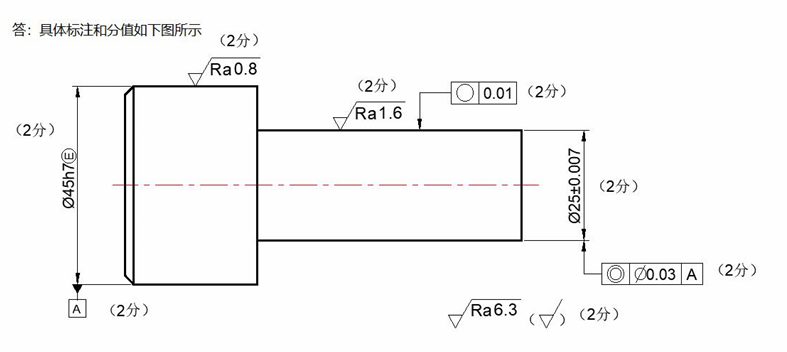 答：具体标注和分值如下图所示
（2分）
Ra0.8
（2分）
Ra1.6
0.01
（2分）
（2分）
Ø45h7Ⓔ
Ø25±0.007
（2分）
◎ Ø0.03 A
（2分）
A
（2分）
Ra6.3
（√）
（2分）